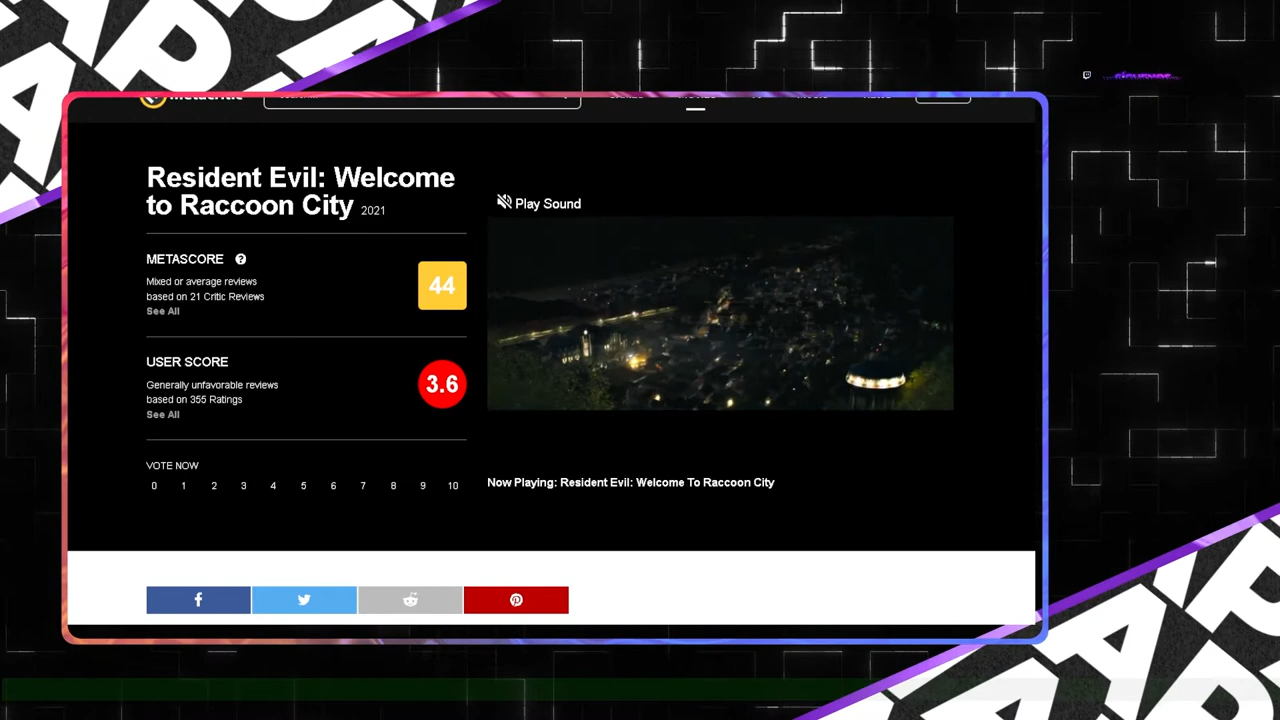 SÍGUENOS
metacritic
Resident Evil: Welcome
to Raccoon City 2021
Play Sound
METASCORE
Mixed or average reviews
based on 21 Critic Reviews
See All
44
USER SCORE
Generally unfavorable reviews
based on 355 Ratings
See All
3.6
VOTE NOW
0 1 2 3 4 5 6 7 8 9 10
Now Playing: Resident Evil: Welcome To Raccoon City